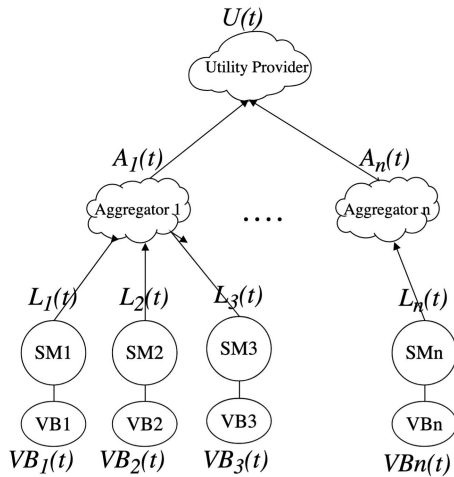 U(t)
Utility Provider
A1(t) An(t)
Aggregator 1 .... Aggregator n
L1(t) L2(t) L3(t) Ln(t)
SM1 SM2 SM3 SMn
VB1 VB2 VB3 VBn
VB1(t) VB2(t) VB3(t) VBn(t)